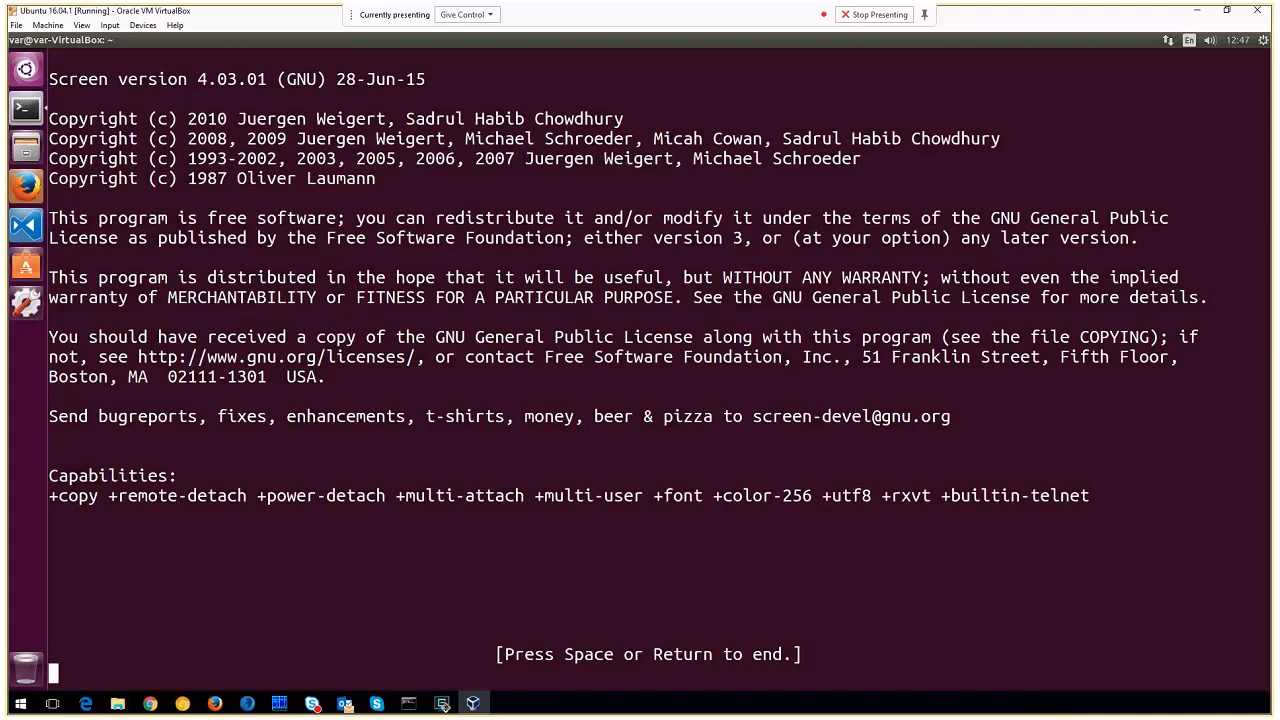 Ubuntu 16.04.1 [Running] - Oracle VM VirtualBox
Currently presenting
Give Control
Stop Presenting
File Machine View Input Devices Help
var@var-VirtualBox: ~
En
12:47
Screen version 4.03.01 (GNU) 28-Jun-15
Copyright (c) 2010 Juergen Weigert, Sadrul Habib Chowdhury
Copyright (c) 2008, 2009 Juergen Weigert, Michael Schroeder, Micah Cowan, Sadrul Habib Chowdhury
Copyright (c) 1993-2002, 2003, 2005, 2006, 2007 Juergen Weigert, Michael Schroeder
Copyright (c) 1987 Oliver Laumann
This program is free software; you can redistribute it and/or modify it under the terms of the GNU General Public
License as published by the Free Software Foundation; either version 3, or (at your option) any later version.
This program is distributed in the hope that it will be useful, but WITHOUT ANY WARRANTY; without even the implied
warranty of MERCHANTABILITY or FITNESS FOR A PARTICULAR PURPOSE. See the GNU General Public License for more details.
You should have received a copy of the GNU General Public License along with this program (see the file COPYING); if
not, see http://www.gnu.org/licenses/, or contact Free Software Foundation, Inc., 51 Franklin Street, Fifth Floor,
Boston, MA  02111-1301  USA.
Send bugreports, fixes, enhancements, t-shirts, money, beer & pizza to screen-devel@gnu.org
Capabilities:
+copy +remote-detach +power-detach +multi-attach +multi-user +font +color-256 +utf8 +rxvt +builtin-telnet
[Press Space or Return to end.]